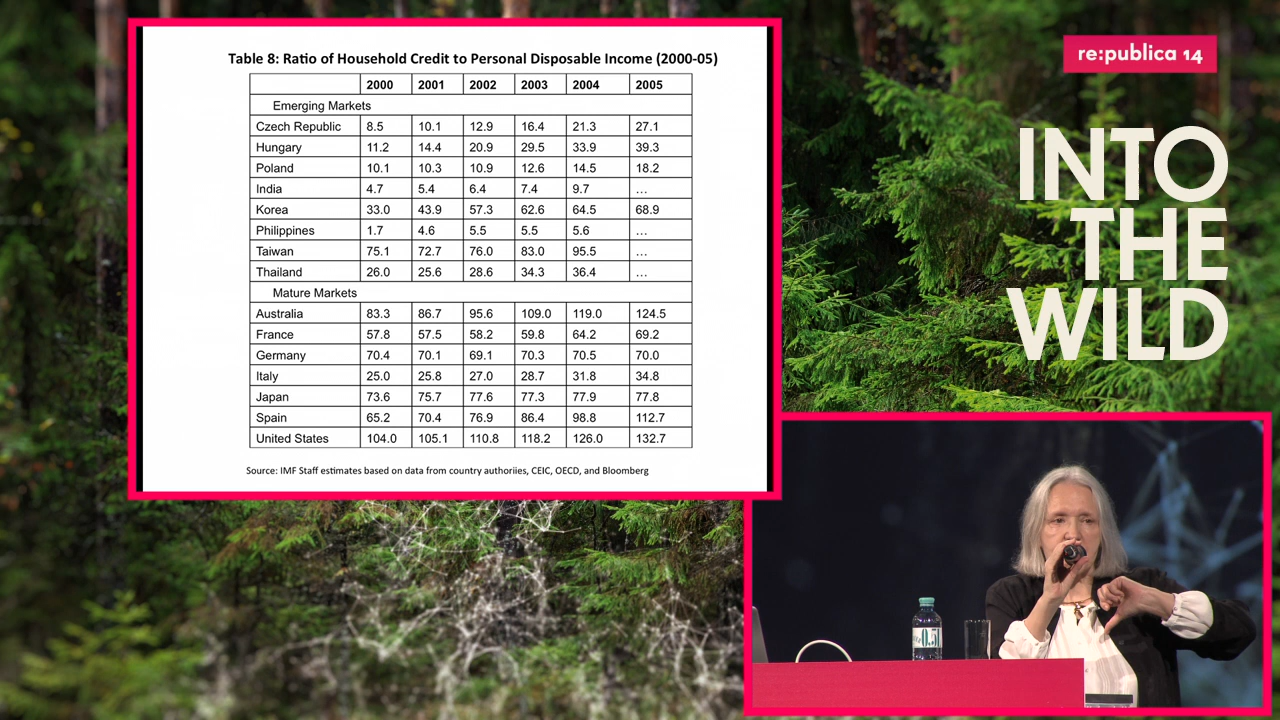 Table 8: Ratio of Household Credit to Personal Disposable Income (2000-05)
2000 2001 2002 2003 2004 2005
Emerging Markets
Czech Republic 8.5 10.1 12.9 16.4 21.3 27.1
Hungary 11.2 14.4 20.9 29.5 33.9 39.3
Poland 10.1 10.3 10.9 12.6 14.5 18.2
India 4.7 5.4 6.4 7.4 9.7 ...
Korea 33.0 43.9 57.3 62.6 64.5 68.9
Philippines 1.7 4.6 5.5 5.5 5.6 ...
Taiwan 75.1 72.7 76.0 83.0 95.5 ...
Thailand 26.0 25.6 28.6 34.3 36.4 ...
Mature Markets
Australia 83.3 86.7 95.6 109.0 119.0 124.5
France 57.8 57.5 58.2 59.8 64.2 69.2
Germany 70.4 70.1 69.1 70.3 70.5 70.0
Italy 25.0 25.8 27.0 28.7 31.8 34.8
Japan 73.6 75.7 77.6 77.3 77.9 77.8
Spain 65.2 70.4 76.9 86.4 98.8 112.7
United States 104.0 105.1 110.8 118.2 126.0 132.7
Source: IMF Staff estimates based on data from country authoriies, CEIC, OECD, and Bloomberg
re:publica 14
INTO
THE
WILD